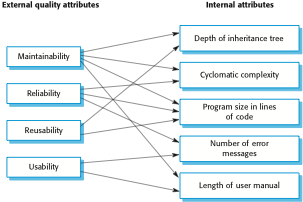 External quality attributes
Internal attributes
Maintainability
Reliability
Reusability
Usability
Depth of inheritance tree
Cyclomatic complexity
Program size in lines
of code
Number of error
messages
Length of user manual